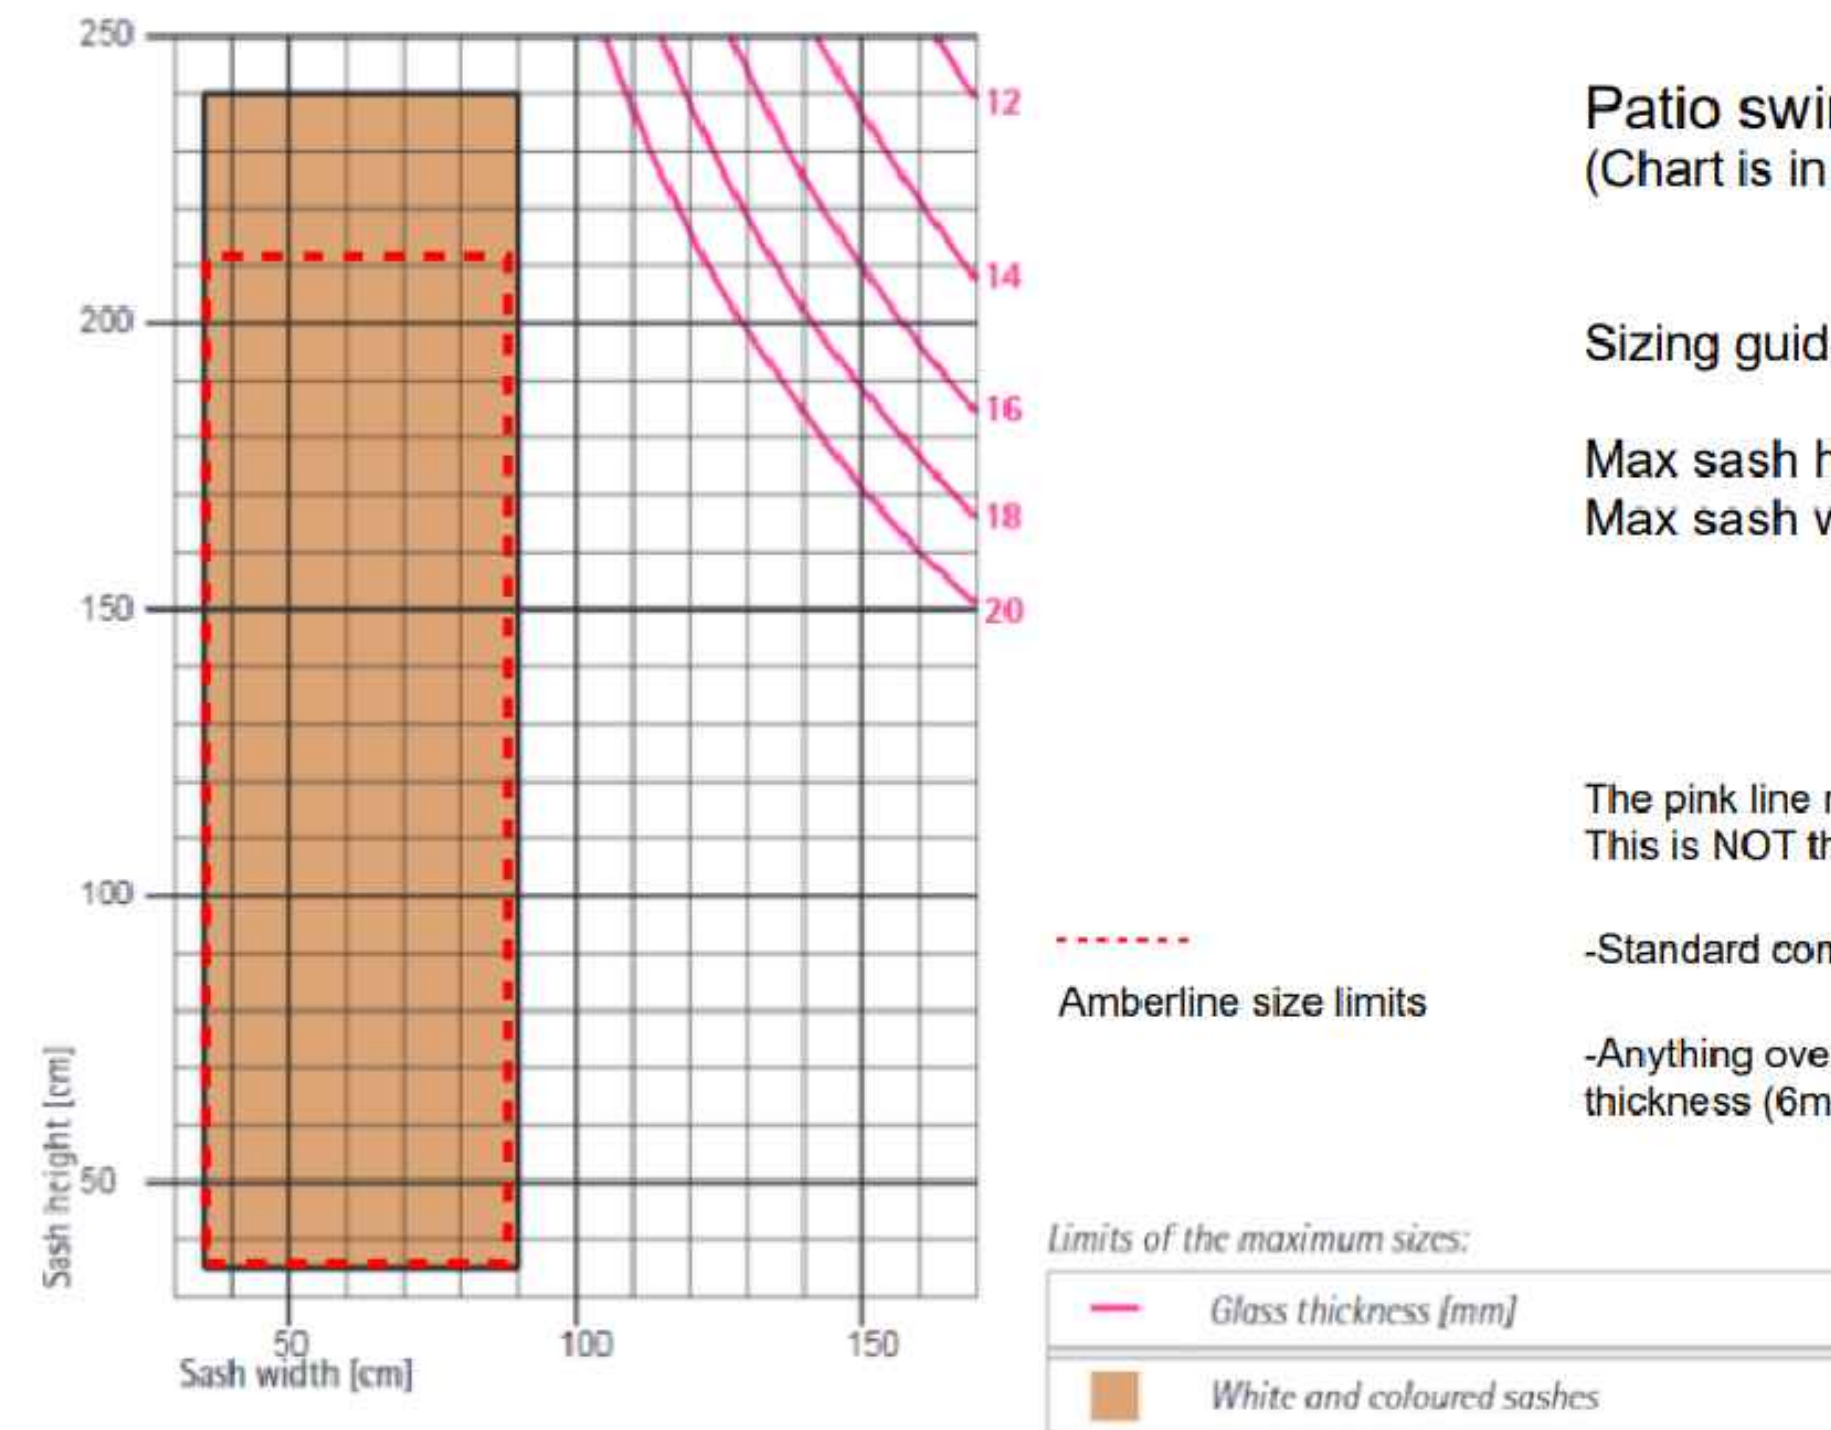 250
200
150
100
50
Sash height [cm]
50
100
150
Sash width [cm]
12
14
16
18
20
Amberline size limits
Limits of the maximum sizes:
Glass thickness [mm]
White and coloured sashes
Patio swi
(Chart is in
Sizing guid
Max sash h
Max sash
The pink line
This is NOT th
-Standard con
-Anything ove
thickness (6m